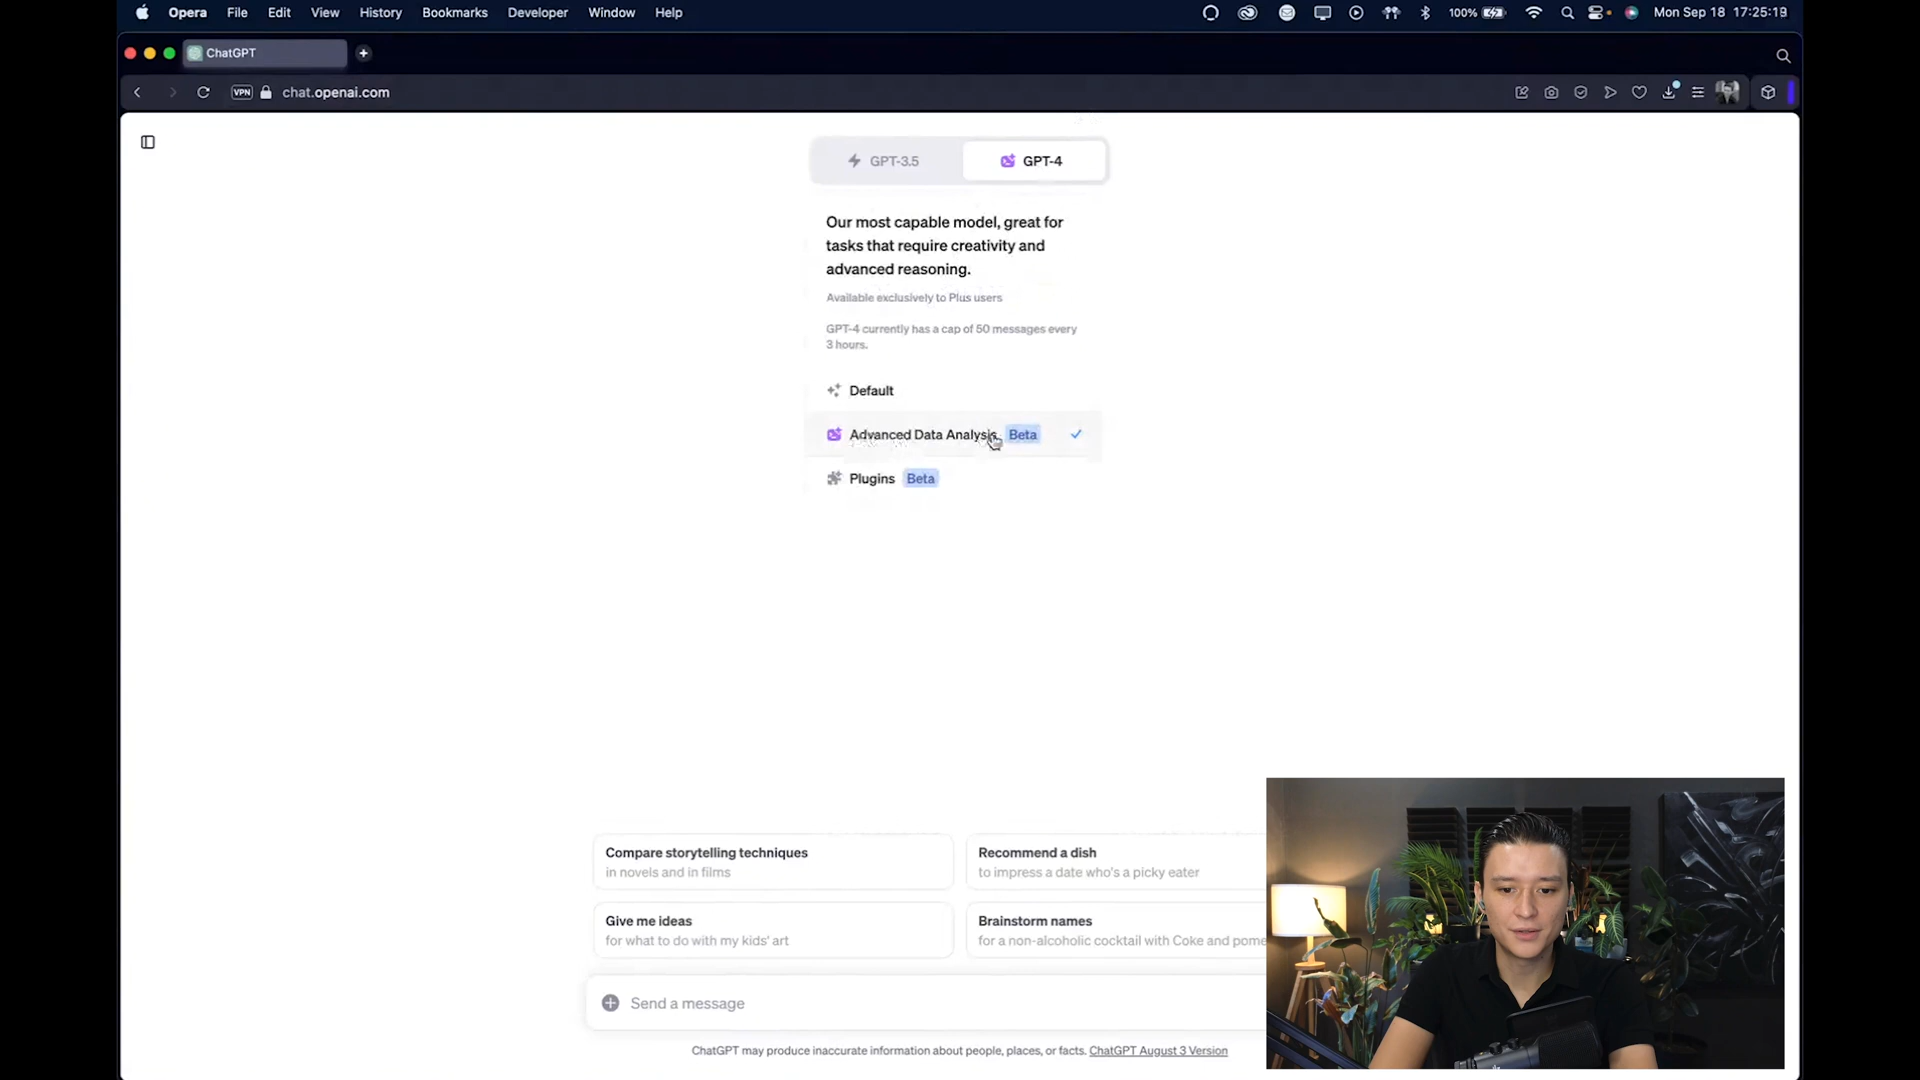 Opera File Edit View History Bookmarks Developer Window Help 100% Mon Sep 18 17:25:19
ChatGPT
VPN chat.openai.com
GPT-3.5 GPT-4
Our most capable model, great for
tasks that require creativity and
advanced reasoning.
Available exclusively to Plus users
GPT-4 currently has a cap of 50 messages every
3 hours.
Default
Advanced Data Analysis Beta
Plugins Beta
Compare storytelling techniques
in novels and in films
Recommend a dish
to impress a date who's a picky eater
Give me ideas
for what to do with my kids' art
Brainstorm names
for a non-alcoholic cocktail with Coke and pome
Send a message
ChatGPT may produce inaccurate information about people, places, or facts. ChatGPT August 3 Version